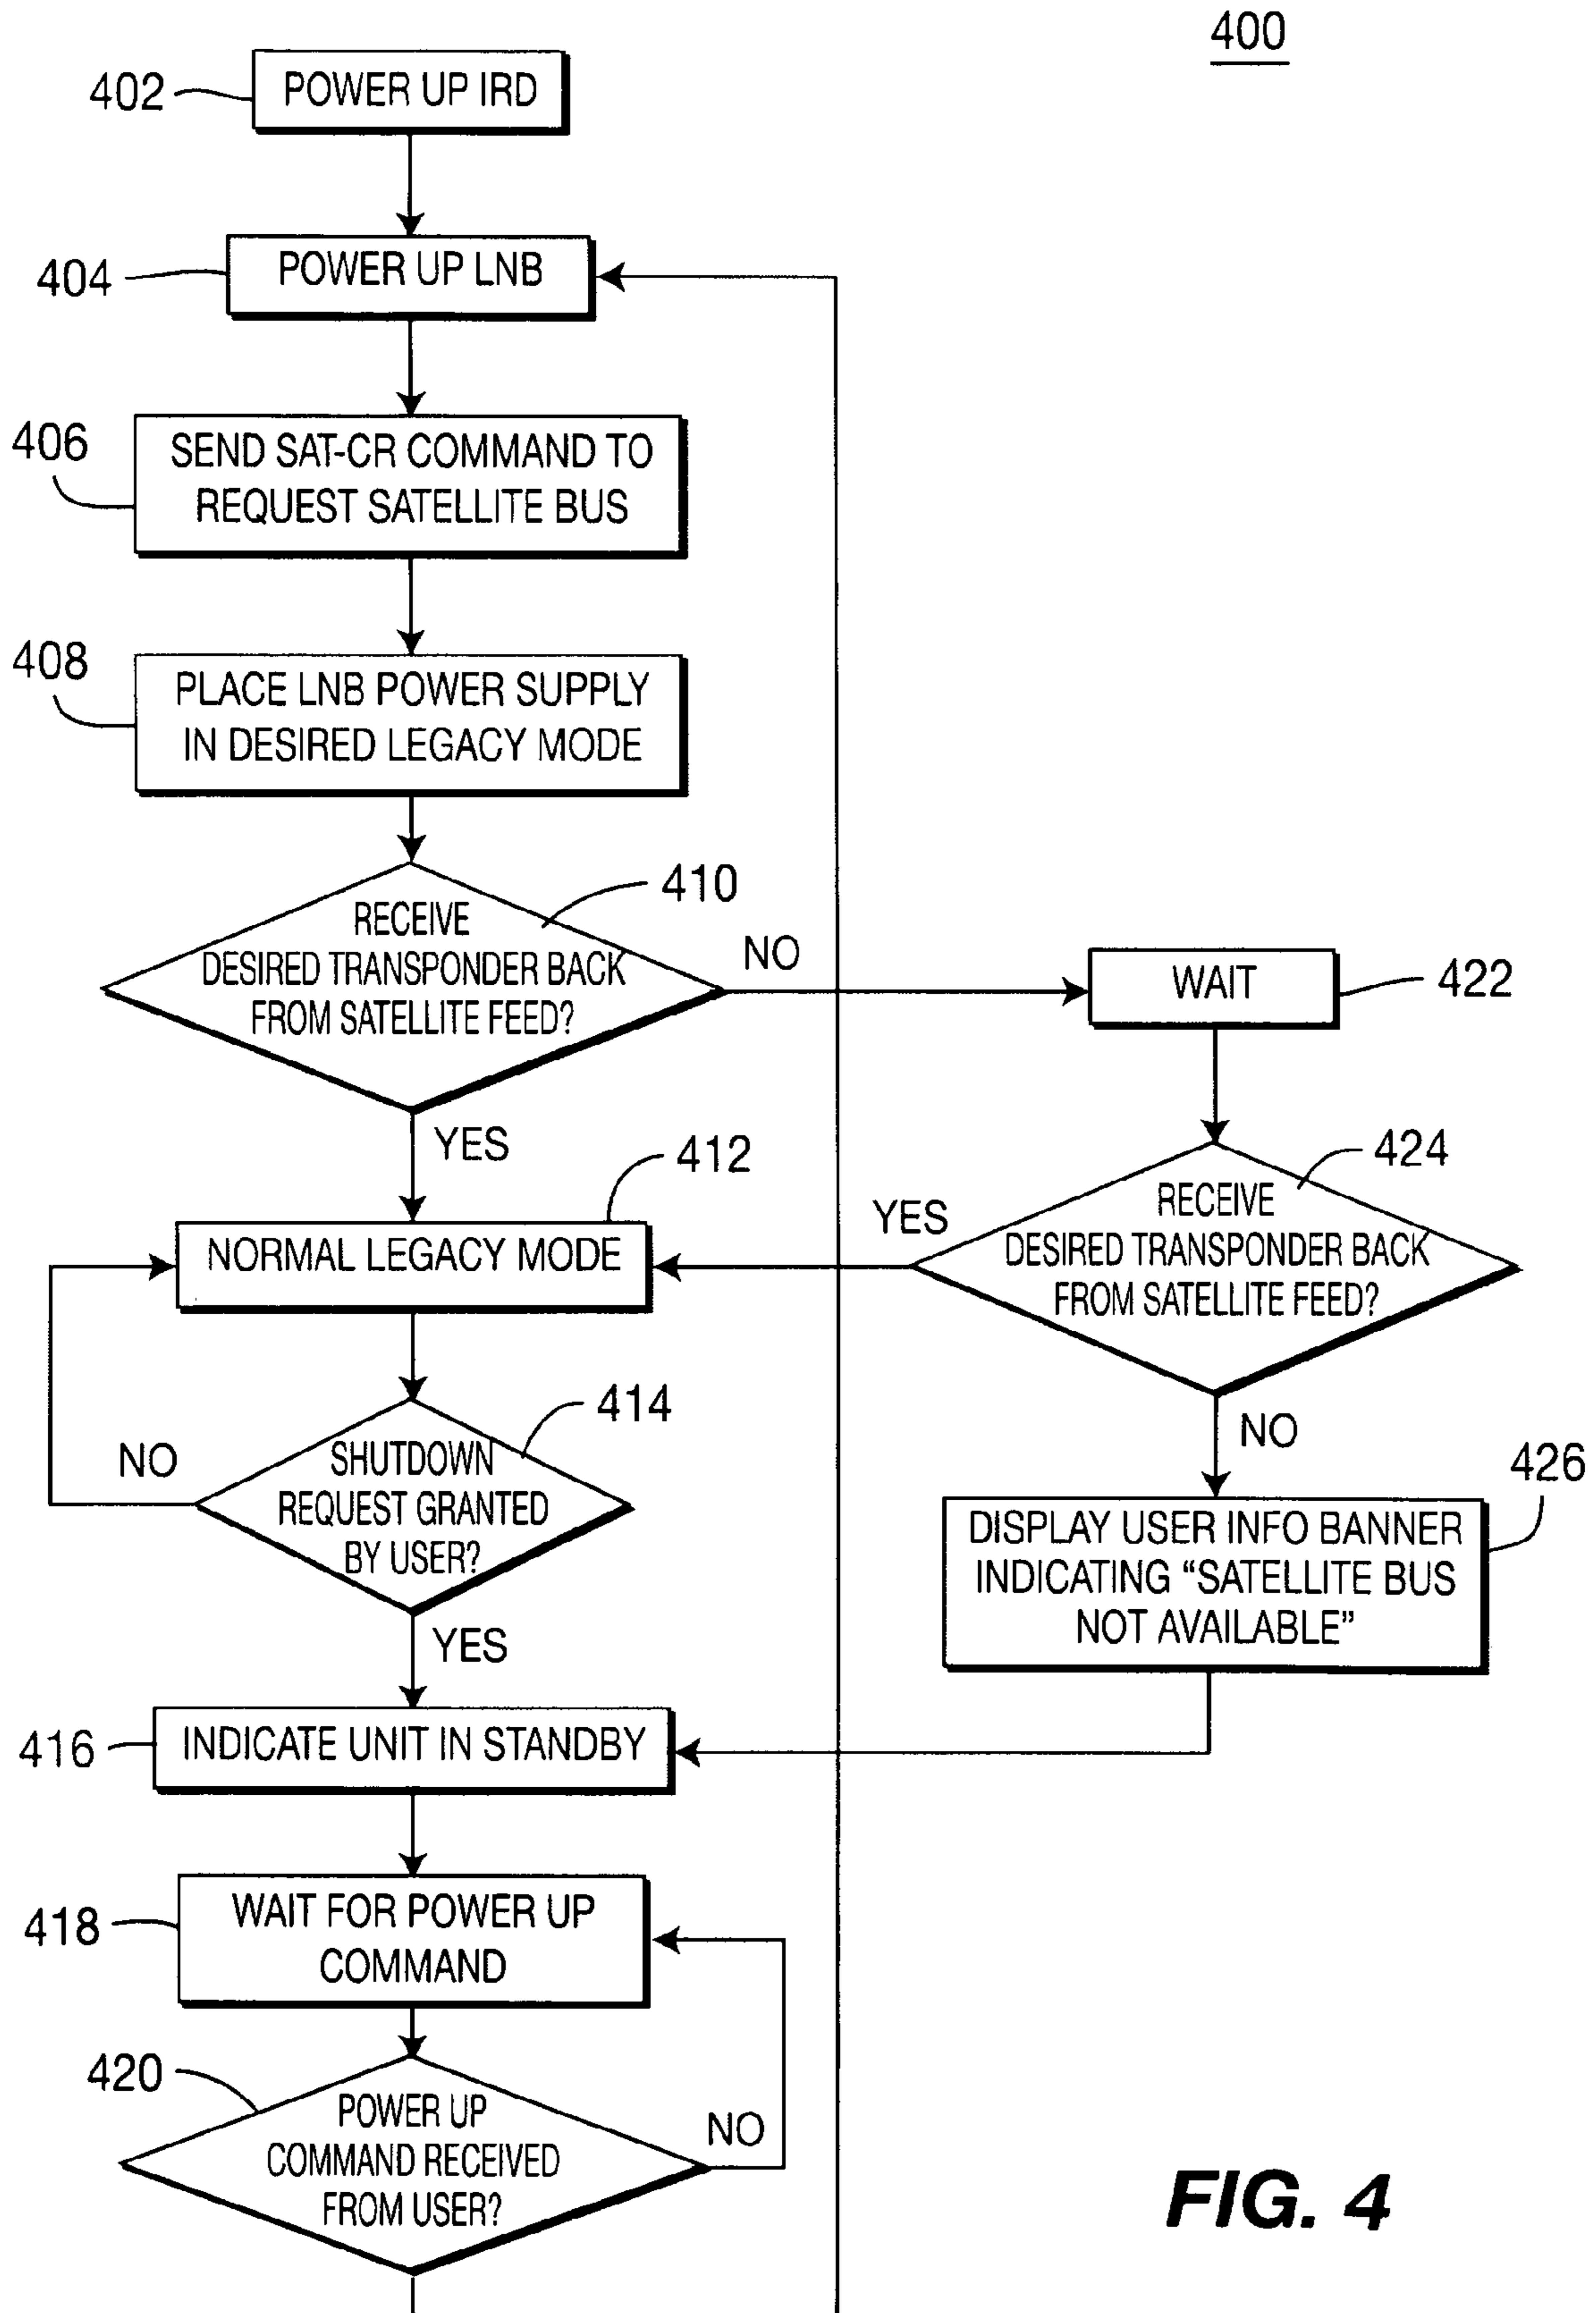 400
402
POWER UP IRD
404
POWER UP LNB
406
SEND SAT-CR COMMAND TO
REQUEST SATELLITE BUS
408
PLACE LNB POWER SUPPLY
IN DESIRED LEGACY MODE
410
RECEIVE
DESIRED TRANSPONDER BACK
FROM SATELLITE FEED?
NO
WAIT
422
YES
412
NORMAL LEGACY MODE
424
RECEIVE
DESIRED TRANSPONDER BACK
FROM SATELLITE FEED?
YES
NO
414
SHUTDOWN
REQUEST GRANTED
BY USER?
NO
YES
426
DISPLAY USER INFO BANNER
INDICATING “SATELLITE BUS
NOT AVAILABLE”
416
INDICATE UNIT IN STANDBY
418
WAIT FOR POWER UP
COMMAND
420
POWER UP
COMMAND RECEIVED
FROM USER?
NO
FIG. 4